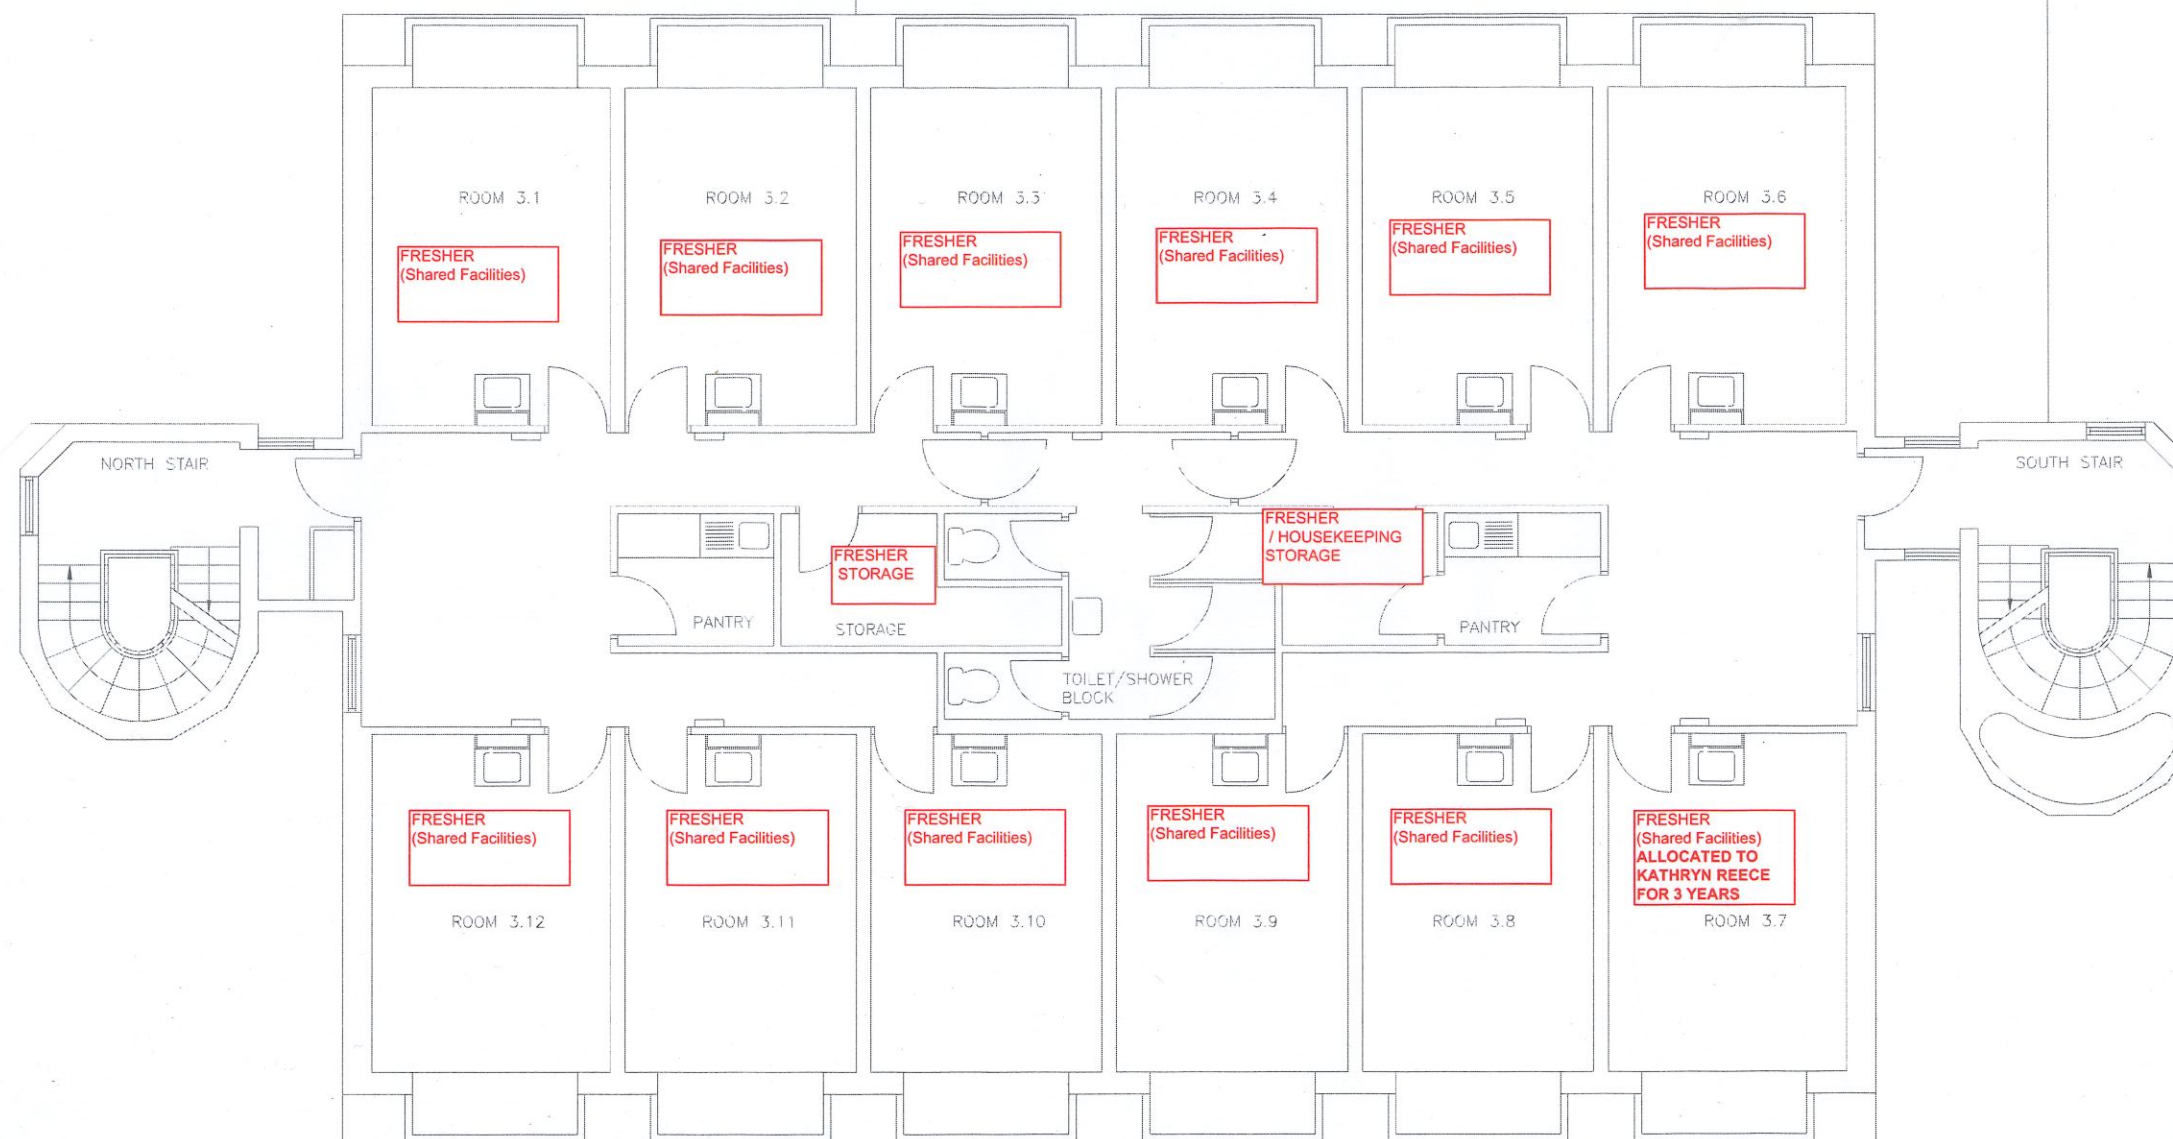 ROOM 3.1
ROOM 3.2
ROOM 3.3
ROOM 3.4
ROOM 3.5
ROOM 3.6
FRESHER
(Shared Facilities)
FRESHER
(Shared Facilities)
FRESHER
(Shared Facilities)
FRESHER
(Shared Facilities)
FRESHER
(Shared Facilities)
FRESHER
(Shared Facilities)
NORTH STAIR
SOUTH STAIR
FRESHER
STORAGE
FRESHER
/ HOUSEKEEPING
STORAGE
PANTRY
STORAGE
PANTRY
TOILET/SHOWER
BLOCK
FRESHER
(Shared Facilities)
FRESHER
(Shared Facilities)
FRESHER
(Shared Facilities)
FRESHER
(Shared Facilities)
FRESHER
(Shared Facilities)
FRESHER
(Shared Facilities)
ALLOCATED TO
KATHRYN REECE
FOR 3 YEARS
ROOM 3.12
ROOM 3.11
ROOM 3.10
ROOM 3.9
ROOM 3.8
ROOM 3.7